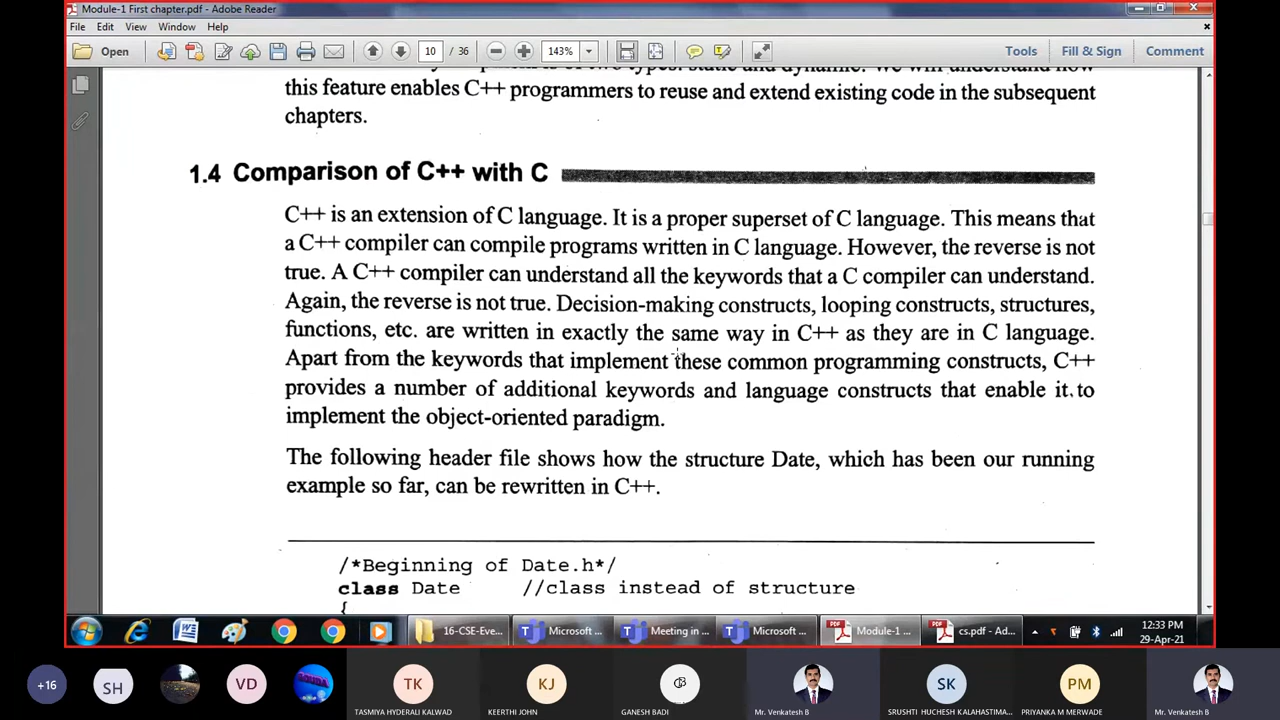 Module-1 First chapter.pdf - Adobe Reader
File Edit View Window Help
Open 10 / 36 143% Tools Fill & Sign Comment
this feature enables C++ programmers to reuse and extend existing code in the subsequent
chapters.
1.4 Comparison of C++ with C
C++ is an extension of C language. It is a proper superset of C language. This means that
a C++ compiler can compile programs written in C language. However, the reverse is not
true. A C++ compiler can understand all the keywords that a C compiler can understand.
Again, the reverse is not true. Decision-making constructs, looping constructs, structures,
functions, etc. are written in exactly the same way in C++ as they are in C language.
Apart from the keywords that implement these common programming constructs, C++
provides a number of additional keywords and language constructs that enable it to
implement the object-oriented paradigm.
The following header file shows how the structure Date, which has been our running
example so far, can be rewritten in C++.
/*Beginning of Date.h*/
class Date //class instead of structure
{
16-CSE-Eve... Microsoft ... Meeting in ... Microsoft ... Module-1 ... cs.pdf - Ad...
12:33 PM
29-Apr-21
+16 SH VD TK KJ GB SK PM
TASMIYA HYDERALI KALWAD KEERTHI JOHN GANESH BADI Mr. Venkatesh B SRUSHTI HUCHESH KALAHASTIMA... PRIYANKA M MERWADE Mr. Venkatesh B